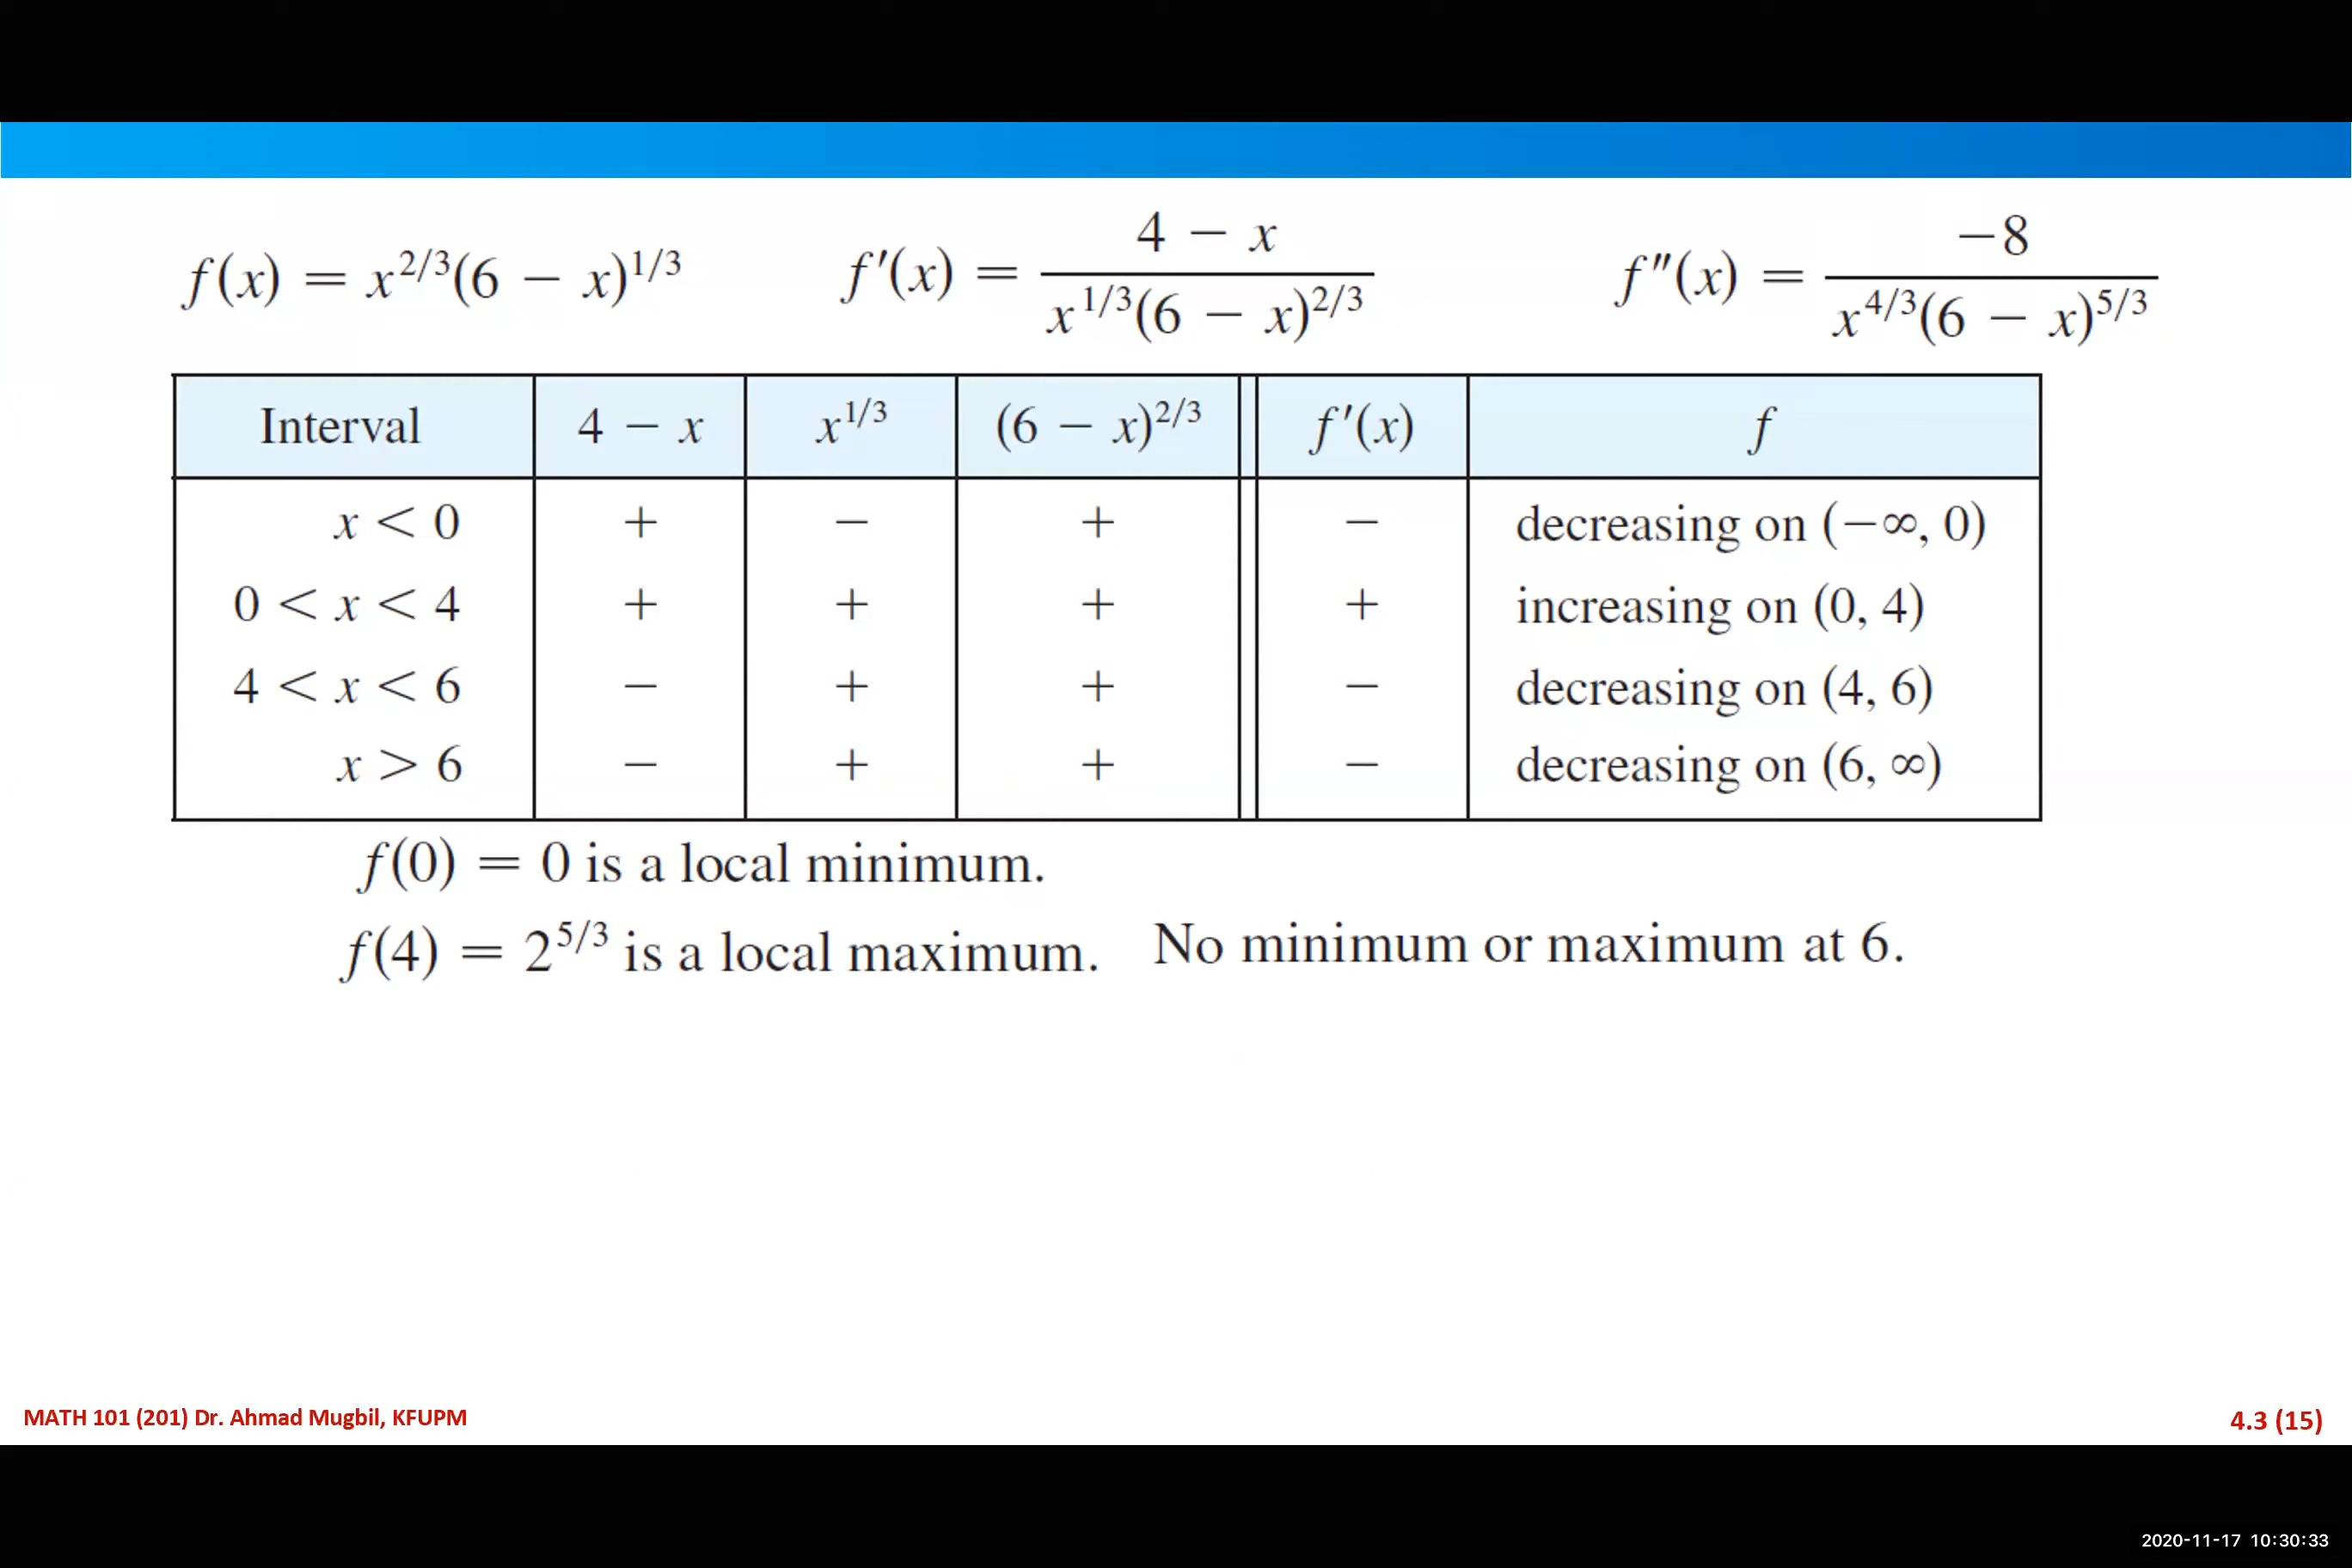 f(x) = x^{2/3}(6 − x)^{1/3}    f′(x) = \frac{4 − x}{x^{1/3}(6 − x)^{2/3}}    f″(x) = \frac{−8}{x^{4/3}(6 − x)^{5/3}}
Interval    4 − x    x^{1/3}    (6 − x)^{2/3}    f′(x)    f
x < 0    +    −    +    −    decreasing on (−∞, 0)
0 < x < 4    +    +    +    +    increasing on (0, 4)
4 < x < 6    −    +    +    −    decreasing on (4, 6)
x > 6    −    +    +    −    decreasing on (6, ∞)
f(0) = 0 is a local minimum.
f(4) = 2^{5/3} is a local maximum.    No minimum or maximum at 6.
MATH 101 (201) Dr. Ahmad Mugbil, KFUPM    4.3 (15)
2020-11-17 10:30:33